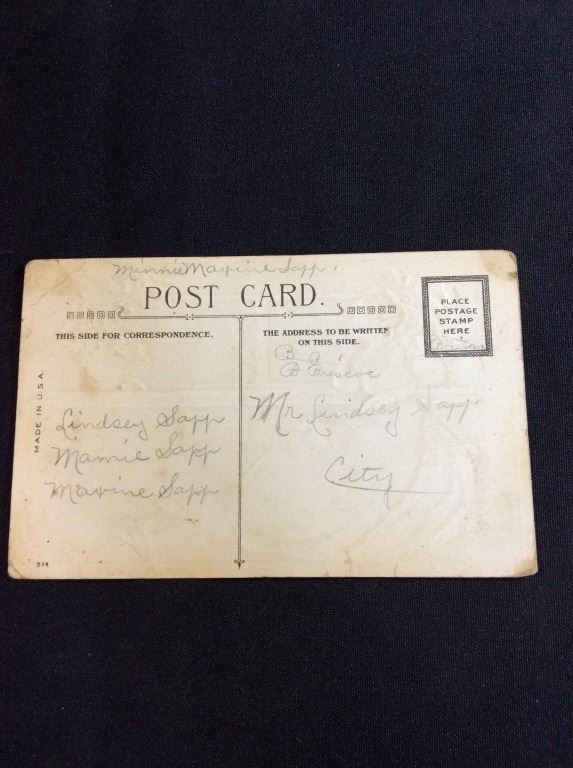 Minnie Maxine Sapp
POST CARD.
PLACE
POSTAGE
STAMP
HERE
THIS SIDE FOR CORRESPONDENCE.
THE ADDRESS TO BE WRITTEN
ON THIS SIDE.
B
B Briscoe
MADE IN U.S.A.
Lindsey Sapp
Mamie Sapp
Maxine Sapp
Mr Lindsey Sapp
City
514